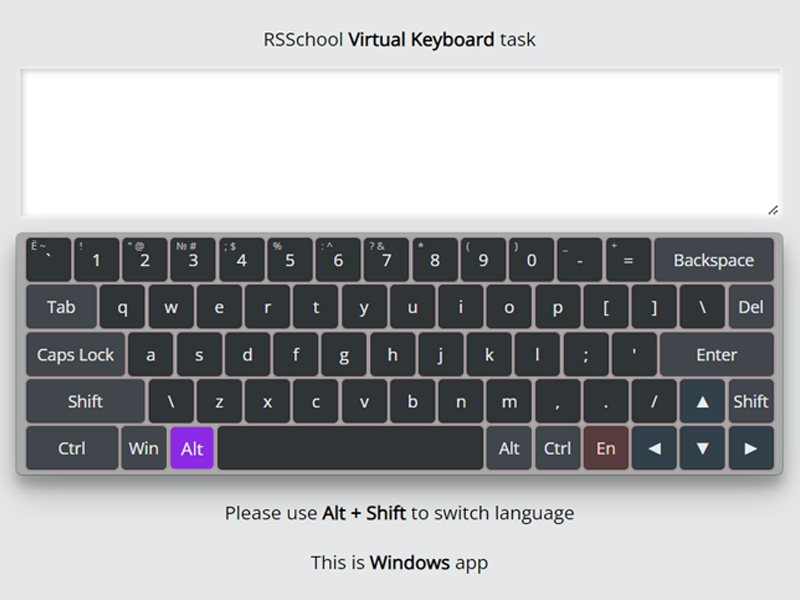 RSSchool Virtual Keyboard task
Ё ~ ` ! 1 " @ 2 № # 3 ; $ 4 % 5 : ^ 6 ? & 7 * 8 ( 9 ) 0 _ - + = Backspace
Tab q w e r t y u i o p [ ] \ Del
Caps Lock a s d f g h j k l ; ' Enter
Shift \ z x c v b n m , . / ▲ Shift
Ctrl Win Alt Alt Ctrl En ◄ ▼ ►
Please use Alt + Shift to switch language
This is Windows app